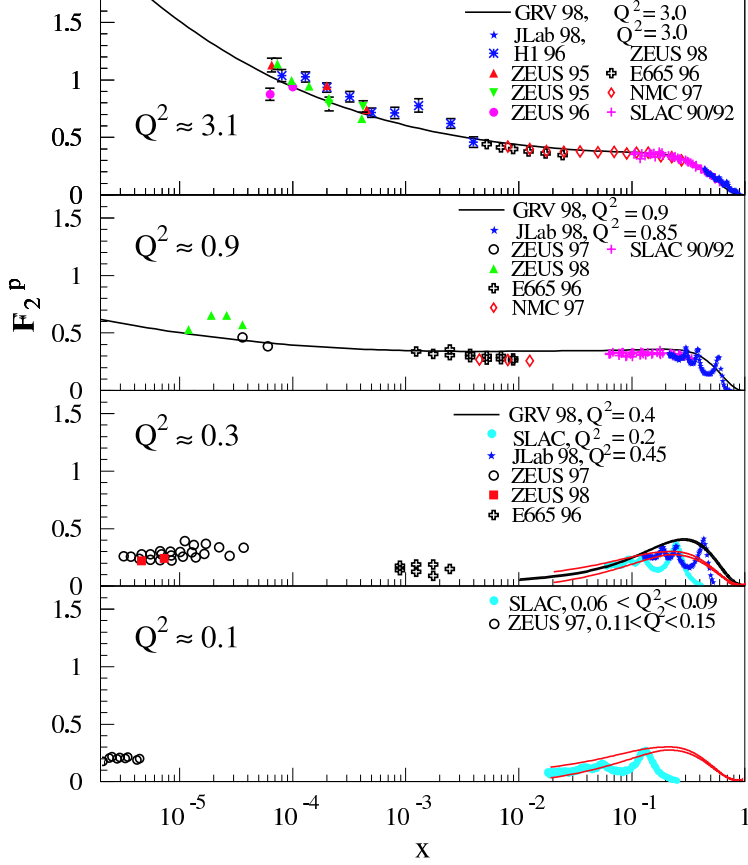 1.5
1
0.5
0
Q² ≈ 3.1
GRV 98, Q² = 3.0
JLab 98, Q² = 3.0
H1 96 ZEUS 98
ZEUS 95 E665 96
ZEUS 95 NMC 97
ZEUS 96 SLAC 90/92
1.5
1
0.5
0
Q² ≈ 0.9
GRV 98, Q² = 0.9
JLab 98, Q² = 0.85
ZEUS 97 SLAC 90/92
ZEUS 98
E665 96
NMC 97
F₂ᵖ
1.5
1
0.5
0
Q² ≈ 0.3
GRV 98, Q² = 0.4
SLAC, Q² = 0.2
JLab 98, Q² = 0.45
ZEUS 97
ZEUS 98
E665 96
1.5
1
0.5
0
Q² ≈ 0.1
SLAC, 0.06 < Q² < 0.09
ZEUS 97, 0.11 < Q² < 0.15
10⁻⁵ 10⁻⁴ 10⁻³ 10⁻² 10⁻¹ 1
x